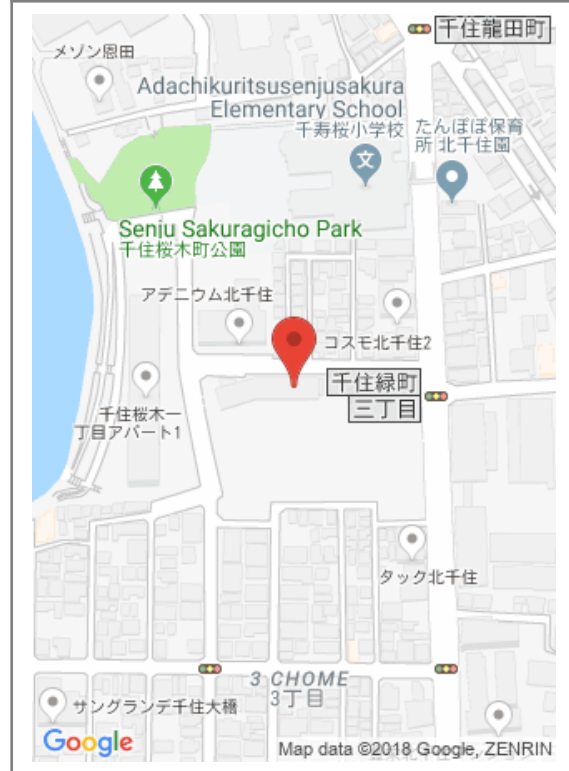 千住龍田町
メゾン恩田
Adachikuritsusenjusakura
Elementary School
千寿桜小学校
たんぽぽ保育
所 北千住園
文
Senju Sakuragicho Park
千住桜木町公園
アデニウム北千住
コスモ北千住2
千住緑町
三丁目
千住桜木一
丁目アパート1
タック北千住
3 CHOME
3丁目
サングランデ千住大橋
Google
Map data ©2018 Google, ZENRIN